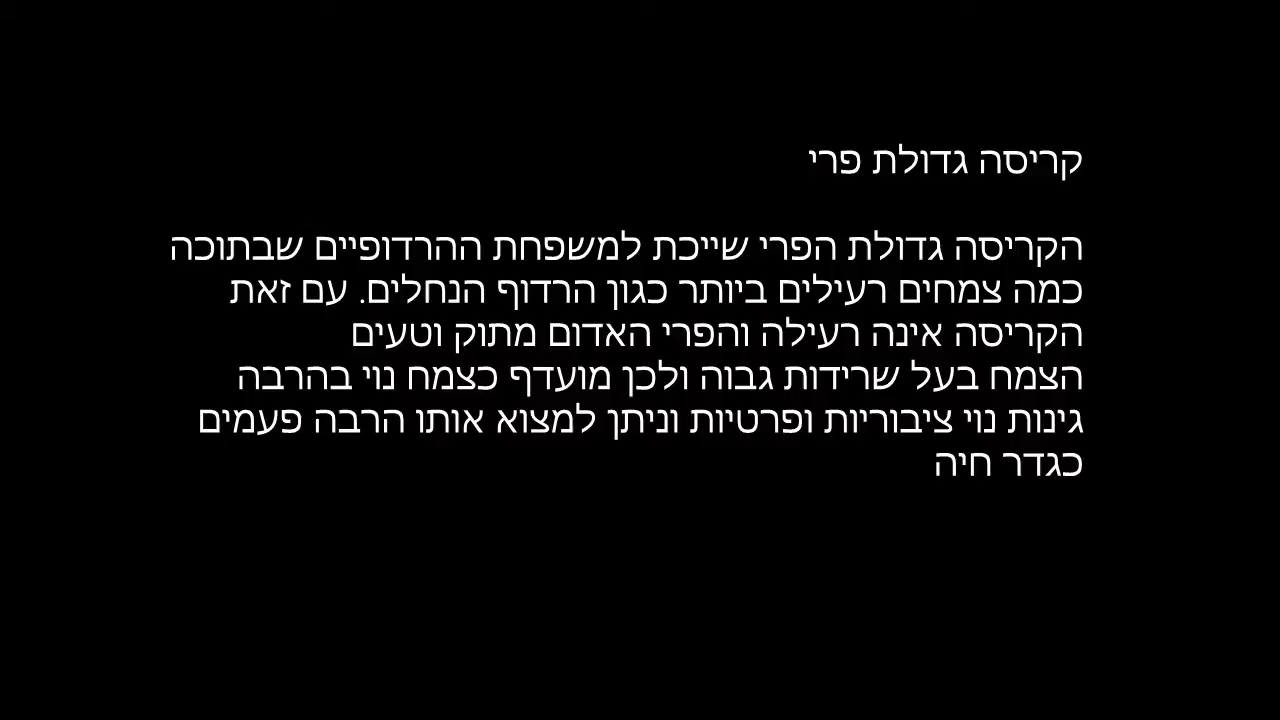 קריסה גדולת פרי
הקריסה גדולת הפרי שייכת למשפחת ההרדופיים שבתוכה
כמה צמחים רעילים ביותר כגון הרדוף הנחלים. עם זאת
הקריסה אינה רעילה והפרי האדום מתוק וטעים
הצמח בעל שרידות גבוה ולכן מועדף כצמח נוי בהרבה
גינות נוי ציבוריות ופרטיות וניתן למצוא אותו הרבה פעמים
כגדר חיה